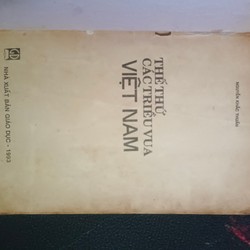 NGUYỄN KHẮC THUẦN
THẾ THỨ
CÁC TRIỀU VUA
VIỆT NAM
NHÀ XUẤT BẢN GIÁO DỤC - 1993